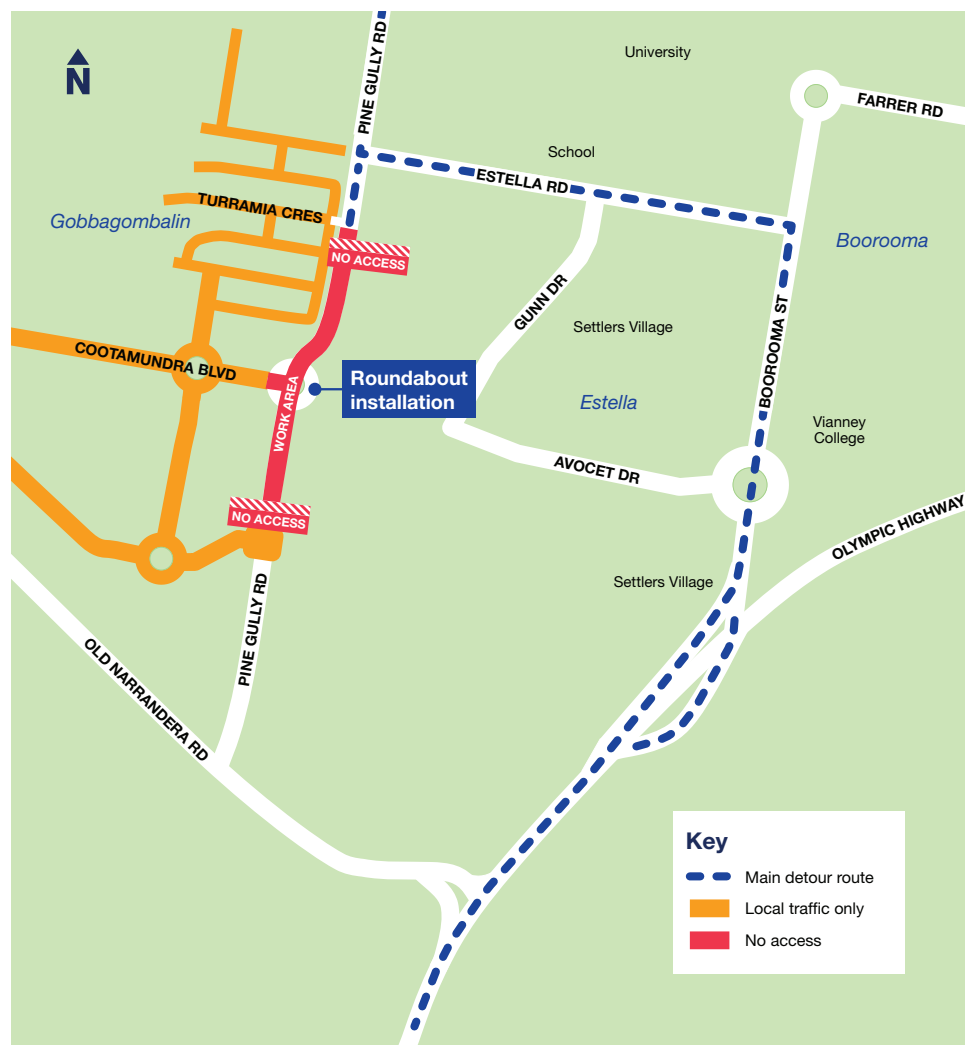 N
PINE GULLY RD
University
FARRER RD
School
ESTELLA RD
TURRAMIA CRES
Gobbagombalin
Boorooma
NO ACCESS
GUNN DR
Settlers Village
BOOROOMA ST
COOTAMUNDRA BLVD
Roundabout
installation
WORK AREA
Estella
Vianney
College
AVOCET DR
NO ACCESS
OLYMPIC HIGHWAY
Settlers Village
PINE GULLY RD
OLD NARRANDERA RD
Key
Main detour route
Local traffic only
No access